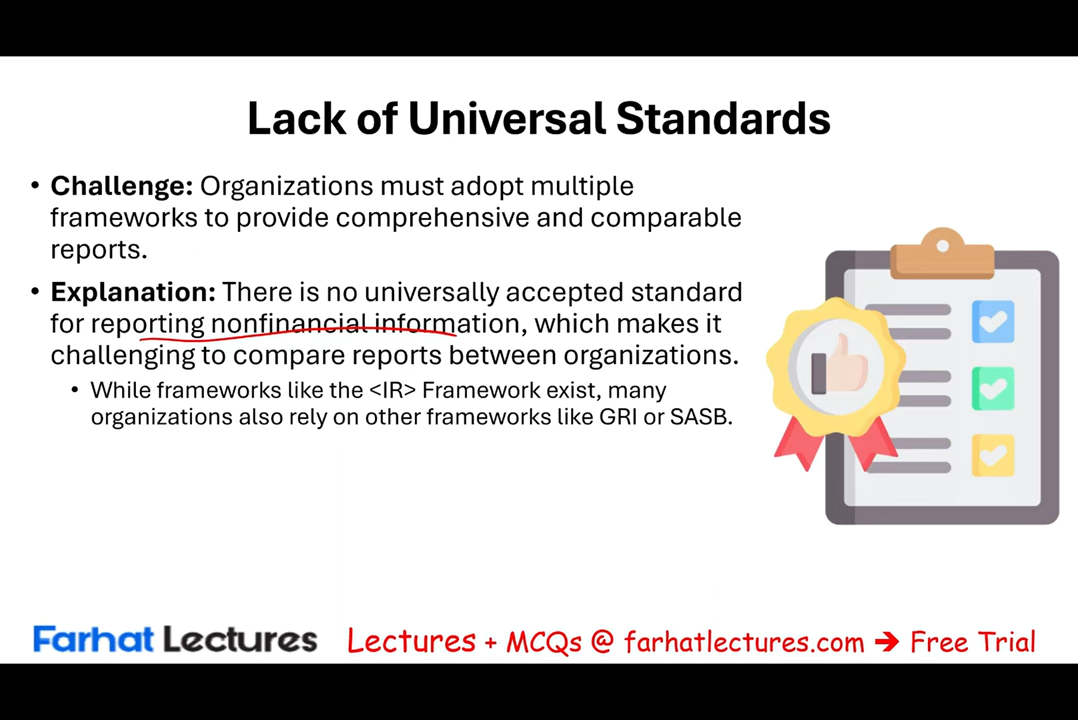 Lack of Universal Standards
• Challenge: Organizations must adopt multiple
frameworks to provide comprehensive and comparable
reports.
• Explanation: There is no universally accepted standard
for reporting nonfinancial information, which makes it
challenging to compare reports between organizations.
• While frameworks like the <IR> Framework exist, many
organizations also rely on other frameworks like GRI or SASB.
Farhat Lectures Lectures + MCQs @ farhatlectures.com → Free Trial